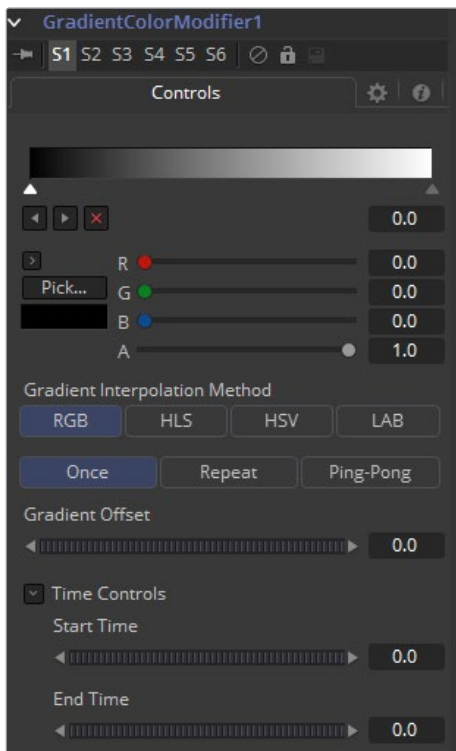 GradientColorModifier1
S1 S2 S3 S4 S5 S6
Controls
0.0
R 0.0
Pick... G 0.0
B 0.0
A 1.0
Gradient Interpolation Method
RGB HLS HSV LAB
Once Repeat Ping-Pong
Gradient Offset
0.0
Time Controls
Start Time
0.0
End Time
0.0